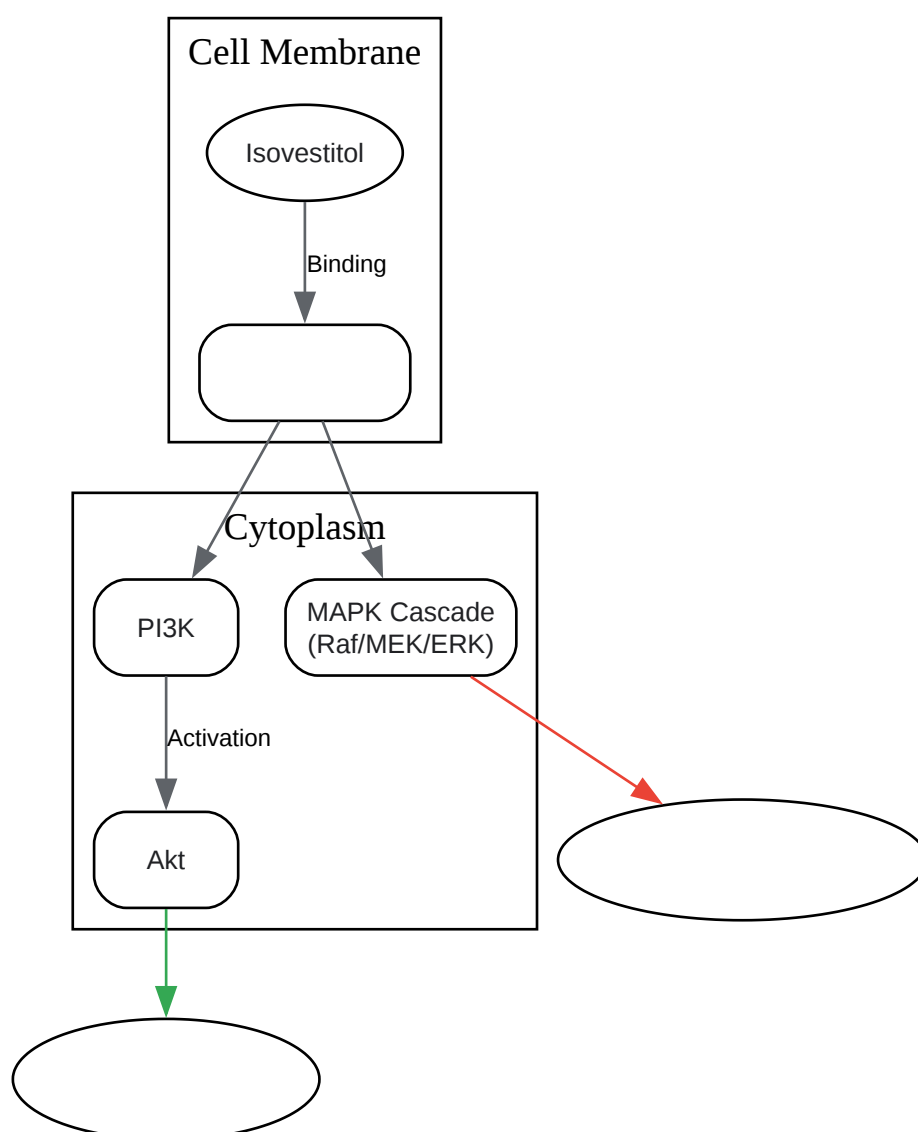 Cell Membrane
Isovestitol
Binding
Cytoplasm
PI3K
MAPK Cascade
(Raf/MEK/ERK)
Activation
Akt